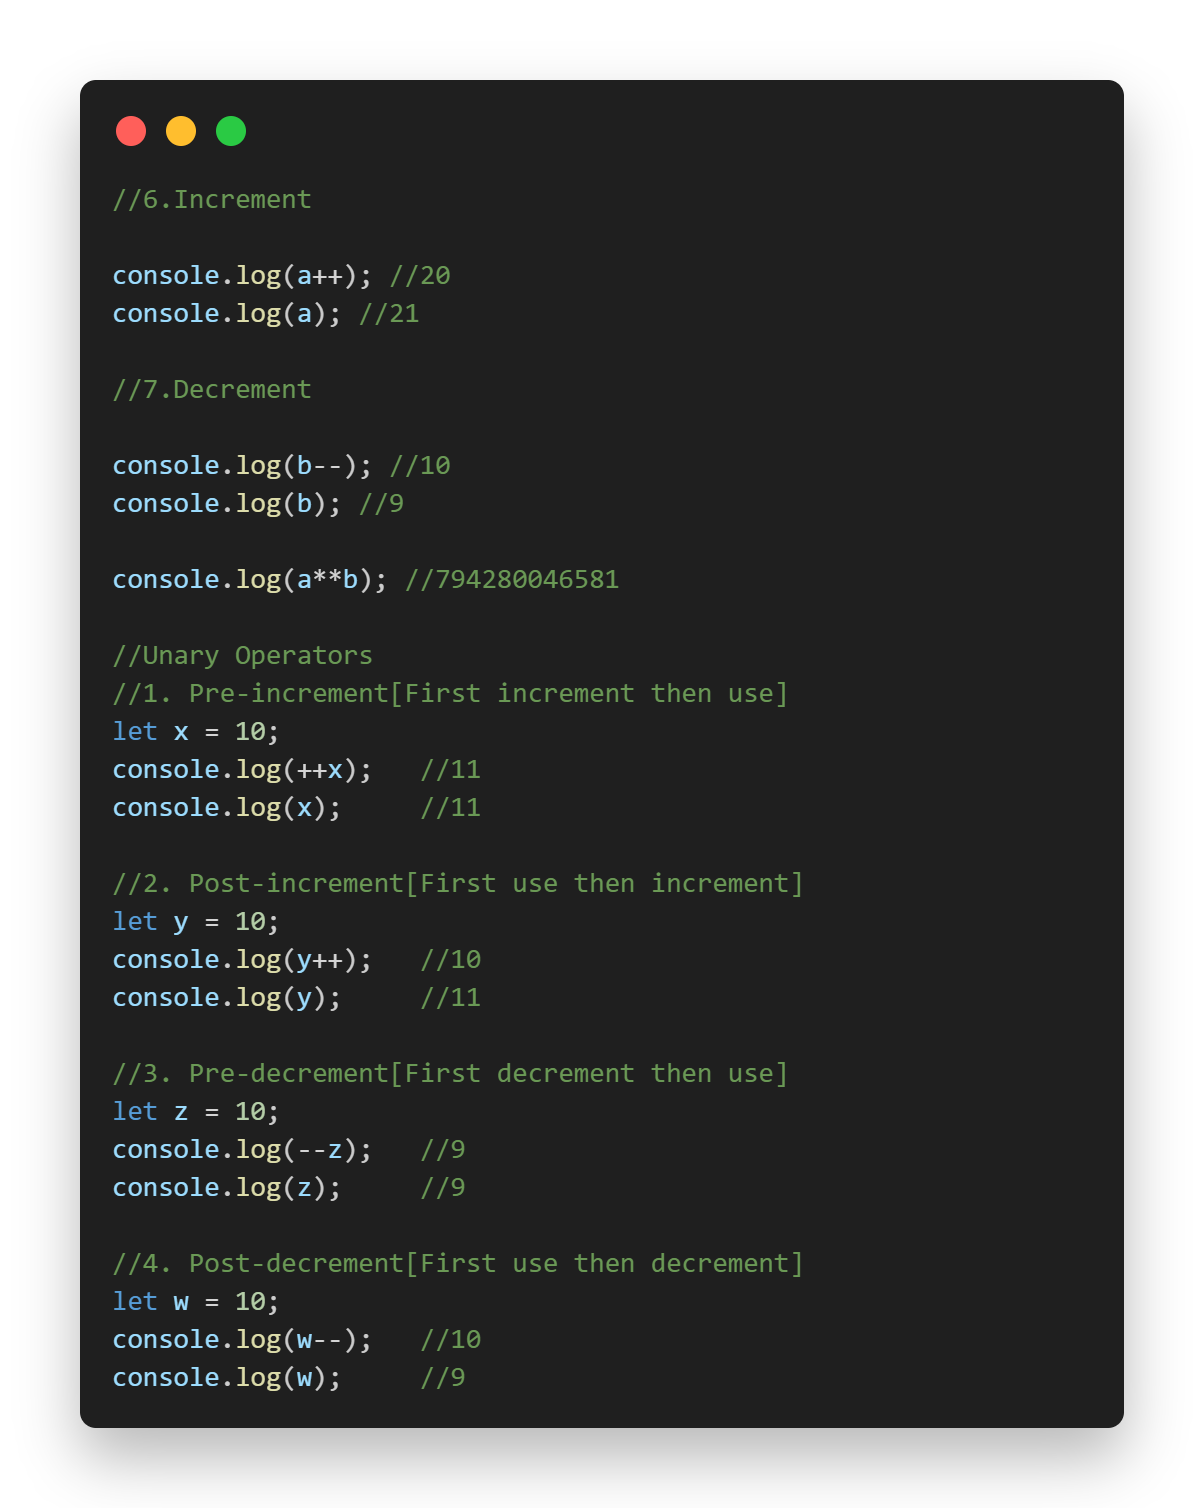 //6.Increment
console.log(a++); //20
console.log(a); //21
//7.Decrement
console.log(b--); //10
console.log(b); //9
console.log(a**b); //794280046581
//Unary Operators
//1. Pre-increment[First increment then use]
let x = 10;
console.log(++x);   //11
console.log(x);     //11
//2. Post-increment[First use then increment]
let y = 10;
console.log(y++);   //10
console.log(y);     //11
//3. Pre-decrement[First decrement then use]
let z = 10;
console.log(--z);   //9
console.log(z);     //9
//4. Post-decrement[First use then decrement]
let w = 10;
console.log(w--);   //10
console.log(w);     //9